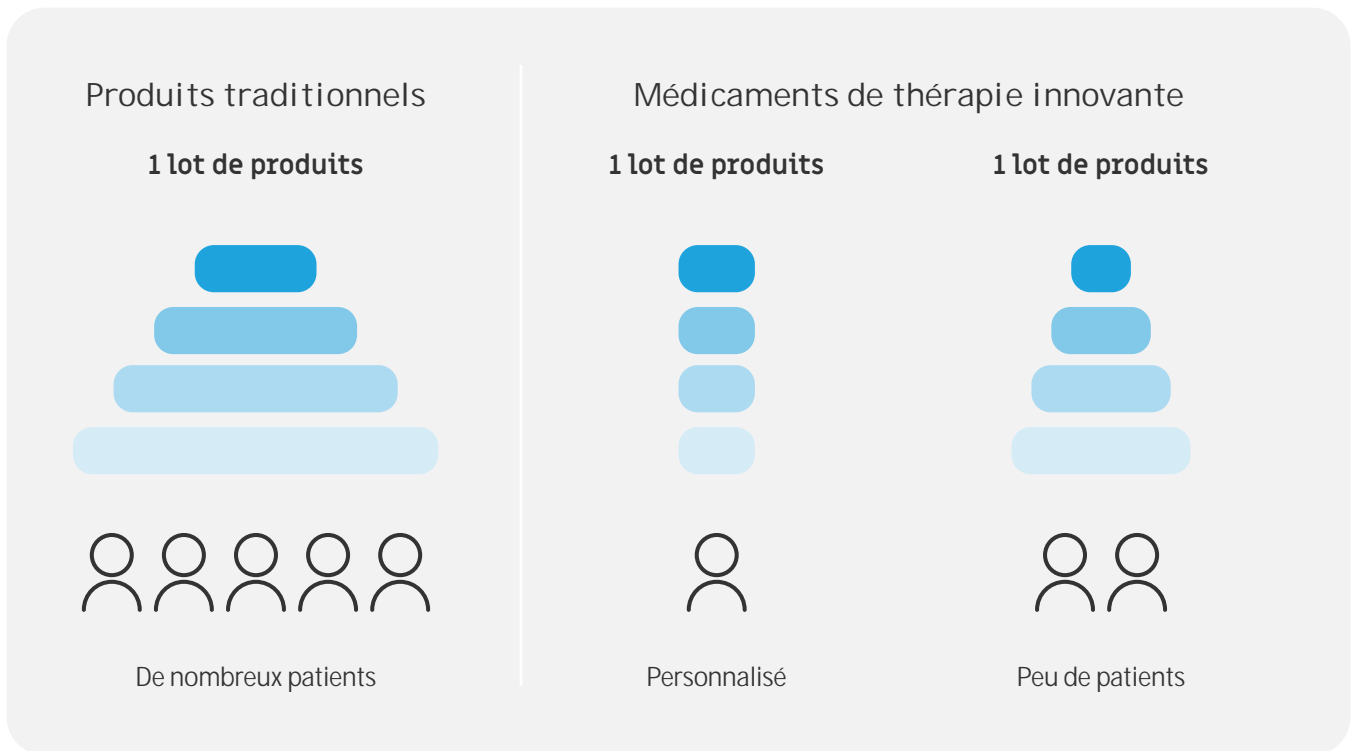 Produits traditionnels
Médicaments de thérapie innovante
1 lot de produits
1 lot de produits
1 lot de produits
De nombreux patients
Personnalisé
Peu de patients